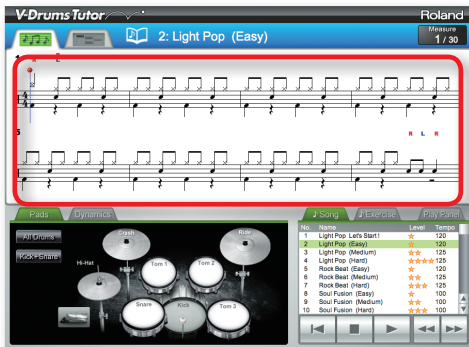 V-Drums Tutor
Roland
2: Light Pop (Easy)
Measure
1 / 30
1
R L
4
4
5
R L R
Pads
Dynamics
All Drums
Kick+Snare
Crash
Ride
Hi-Hat
Tom 1
Tom 2
Snare
Kick
Tom 3
Song
Exercise
Play Panel
No. Name Level Tempo
1 Light Pop Let's Start! 120
2 Light Pop (Easy) 120
3 Light Pop (Medium) 125
4 Light Pop (Hard) 125
5 Rock Beat (Easy) 120
6 Rock Beat (Medium) 125
7 Rock Beat (Hard) 125
8 Soul Fusion (Easy) 100
9 Soul Fusion (Medium) 100
10 Soul Fusion (Hard) 100